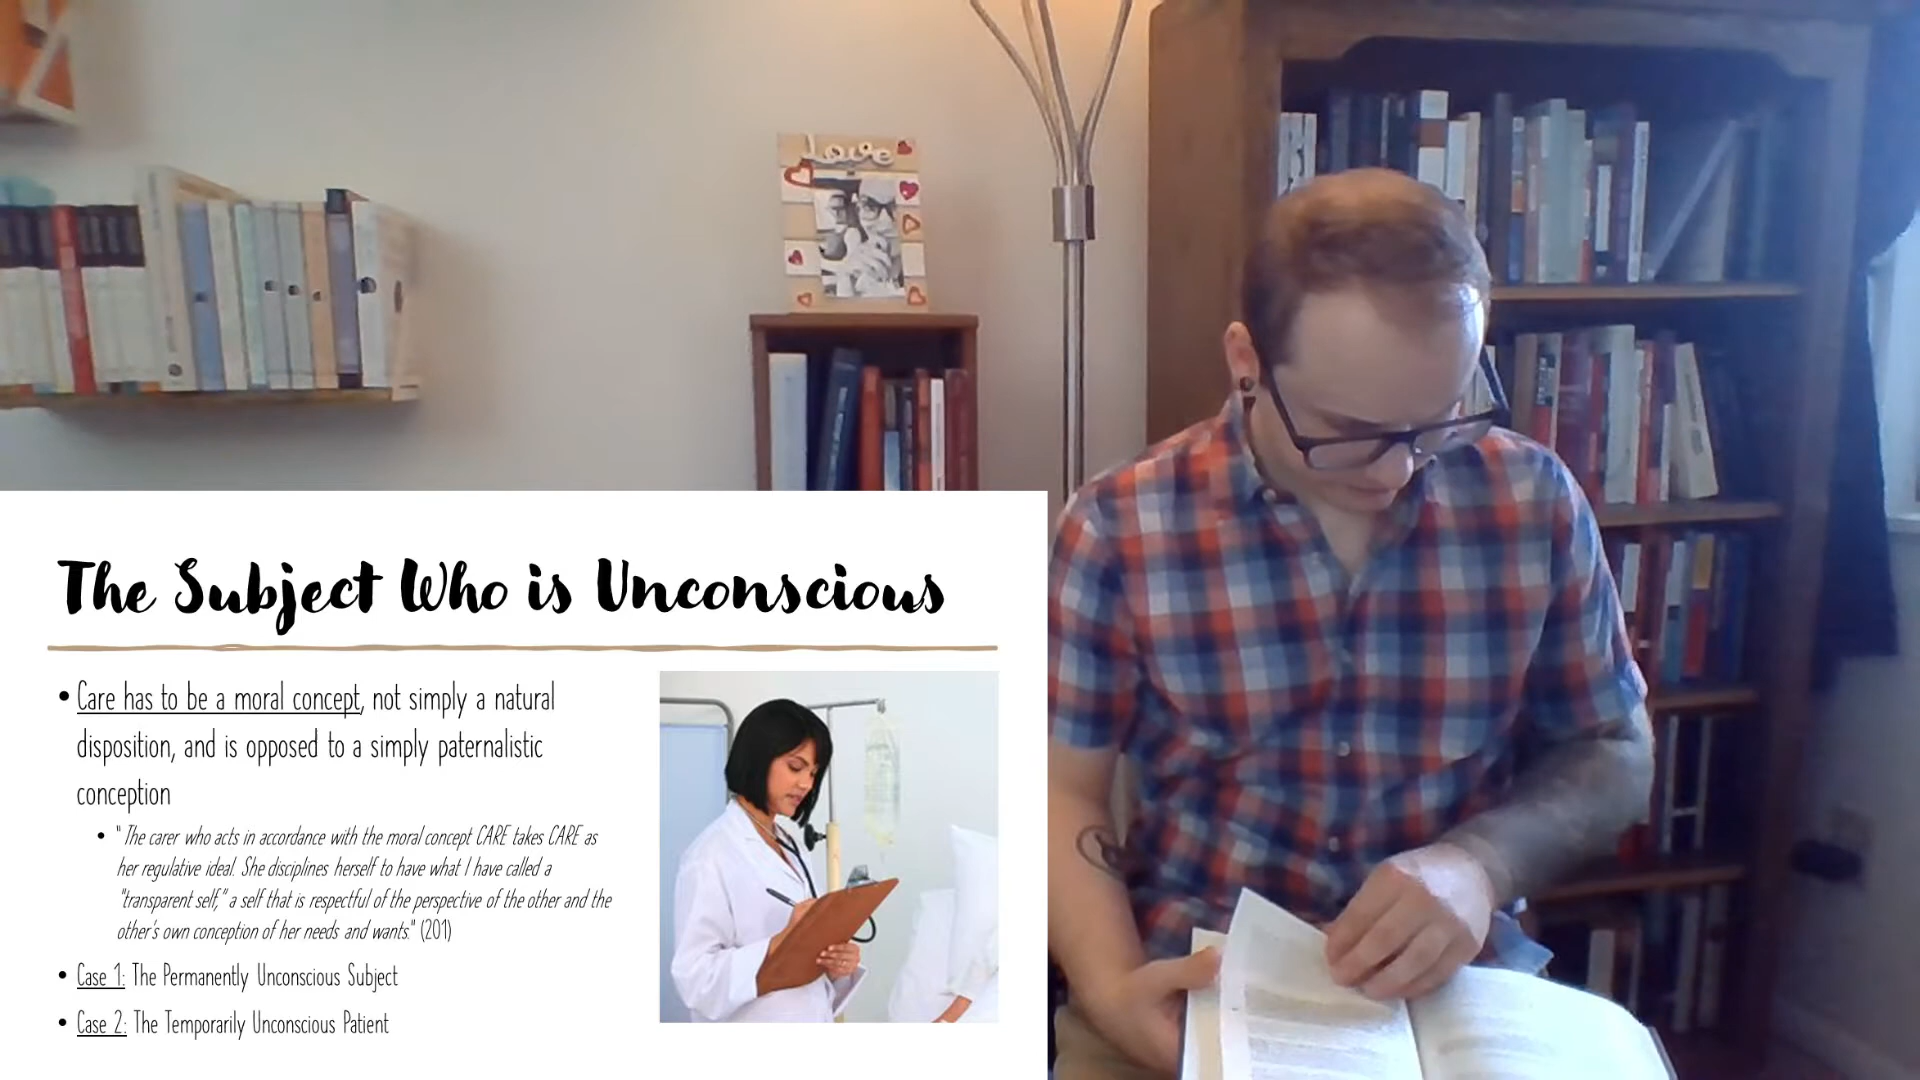 Love
The Subject Who is Unconscious
• Care has to be a moral concept, not simply a natural
disposition, and is opposed to a simply paternalistic
conception
• "The carer who acts in accordance with the moral concept CARE takes CARE as
her regulative ideal. She disciplines herself to have what I have called a
"transparent self," a self that is respectful of the perspective of the other and the
other's own conception of her needs and wants." (201)
• Case 1: The Permanently Unconscious Subject
• Case 2: The Temporarily Unconscious Patient